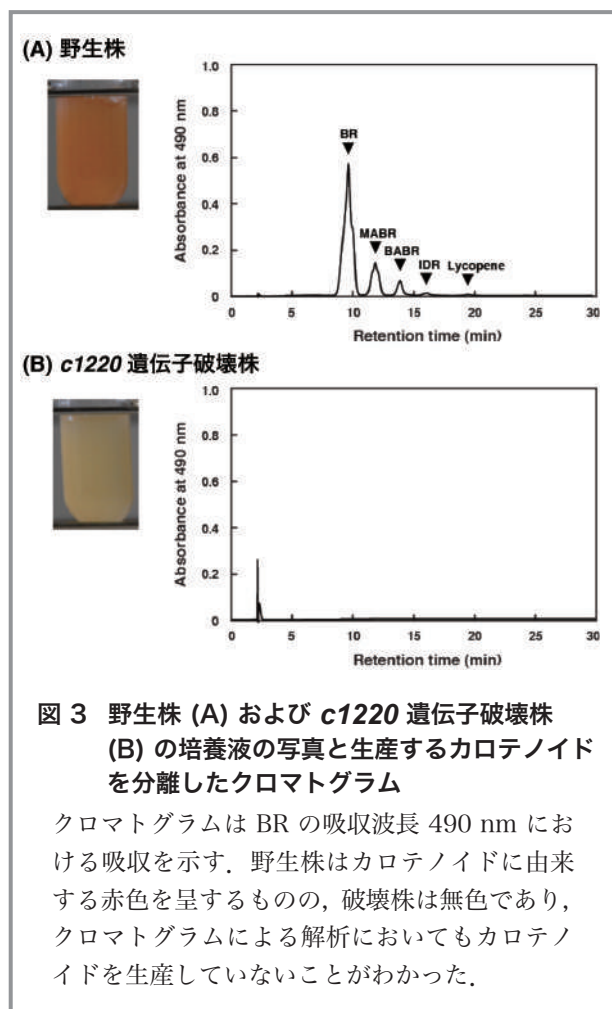 (A) 野生株
1.0
0.8
0.6
0.4
0.2
0
Absorbance at 490 nm
BR
MABR
BABR
IDR
Lycopene
0 5 10 15 20 25 30
Retention time (min)
(B) c1220 遺伝子破壊株
1.0
0.8
0.6
0.4
0.2
0
Absorbance at 490 nm
0 5 10 15 20 25 30
Retention time (min)
図 3 野生株 (A) および c1220 遺伝子破壊株
(B) の培養液の写真と生産するカロテノイド
を分離したクロマトグラム
クロマトグラムは BR の吸収波長 490 nm にお
ける吸収を示す．野生株はカロテノイドに由来
する赤色を呈するものの, 破壊株は無色であり,
クロマトグラムによる解析においてもカロテノ
イドを生産していないことがわかった．